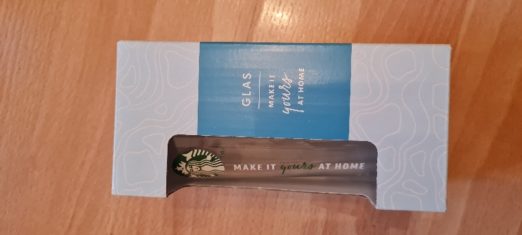 GLAS
MAKE IT
yours
AT HOME
MAKE IT yours AT HOME